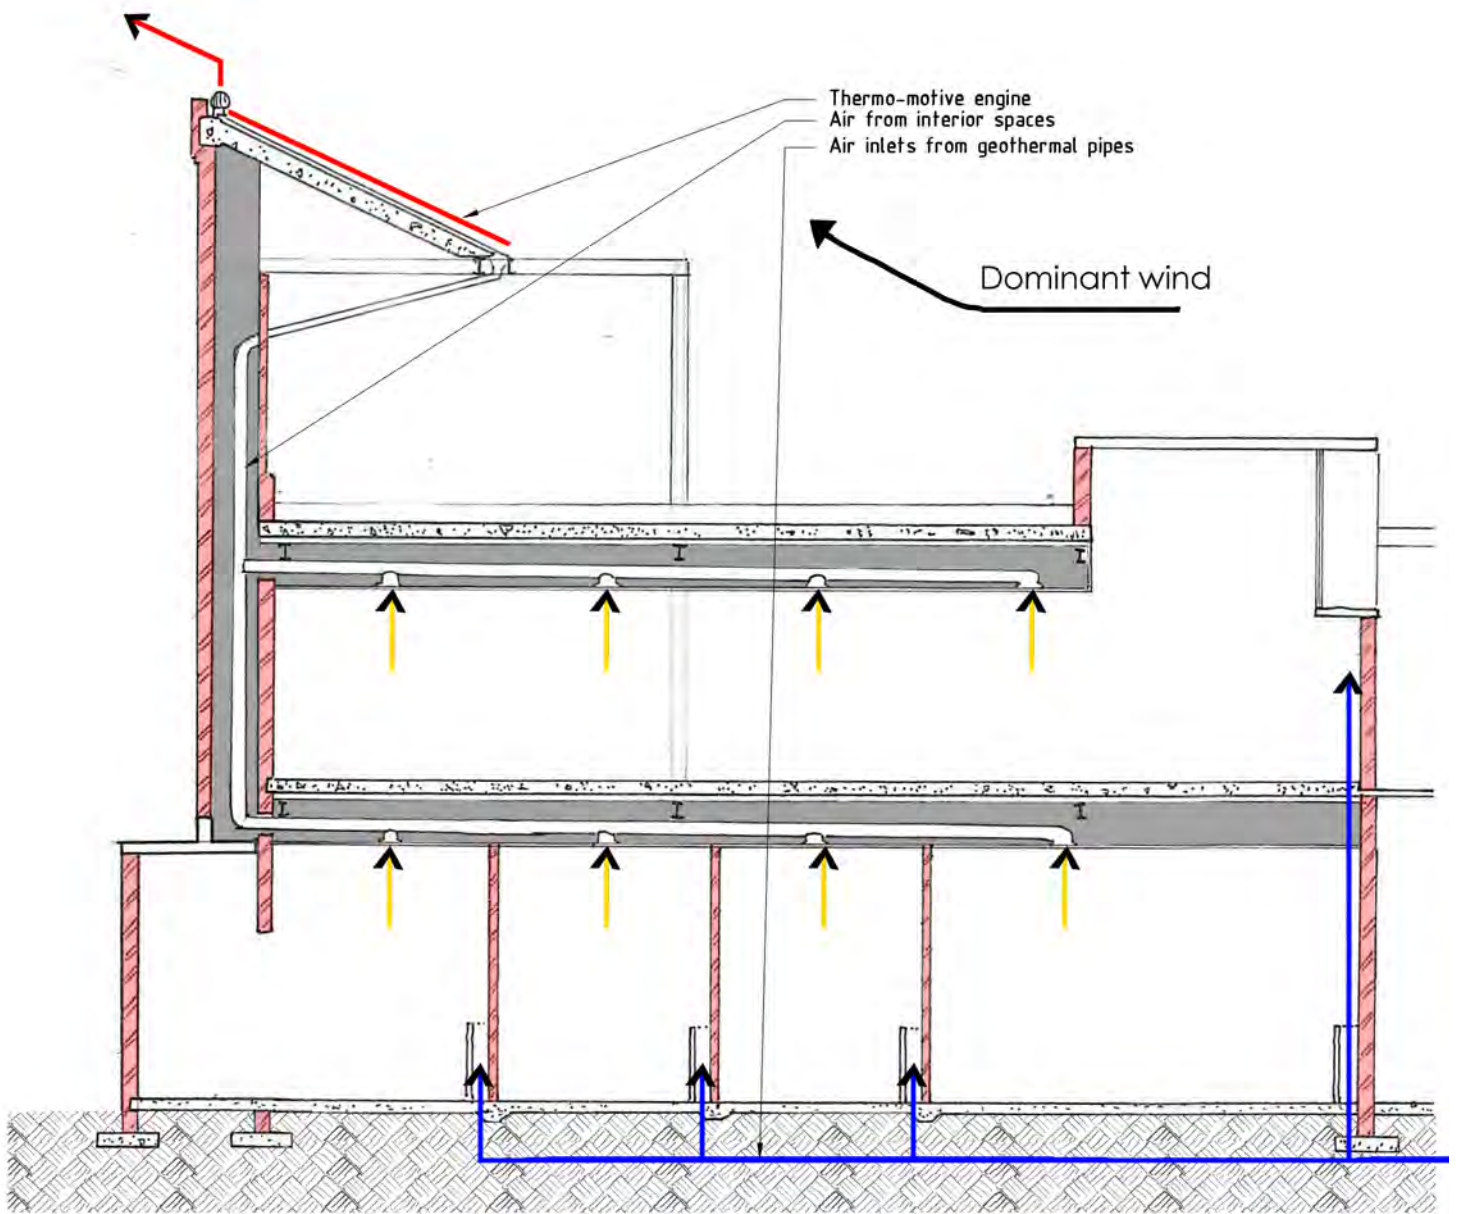 Thermo-motive engine
Air from interior spaces
Air inlets from geothermal pipes
Dominant wind